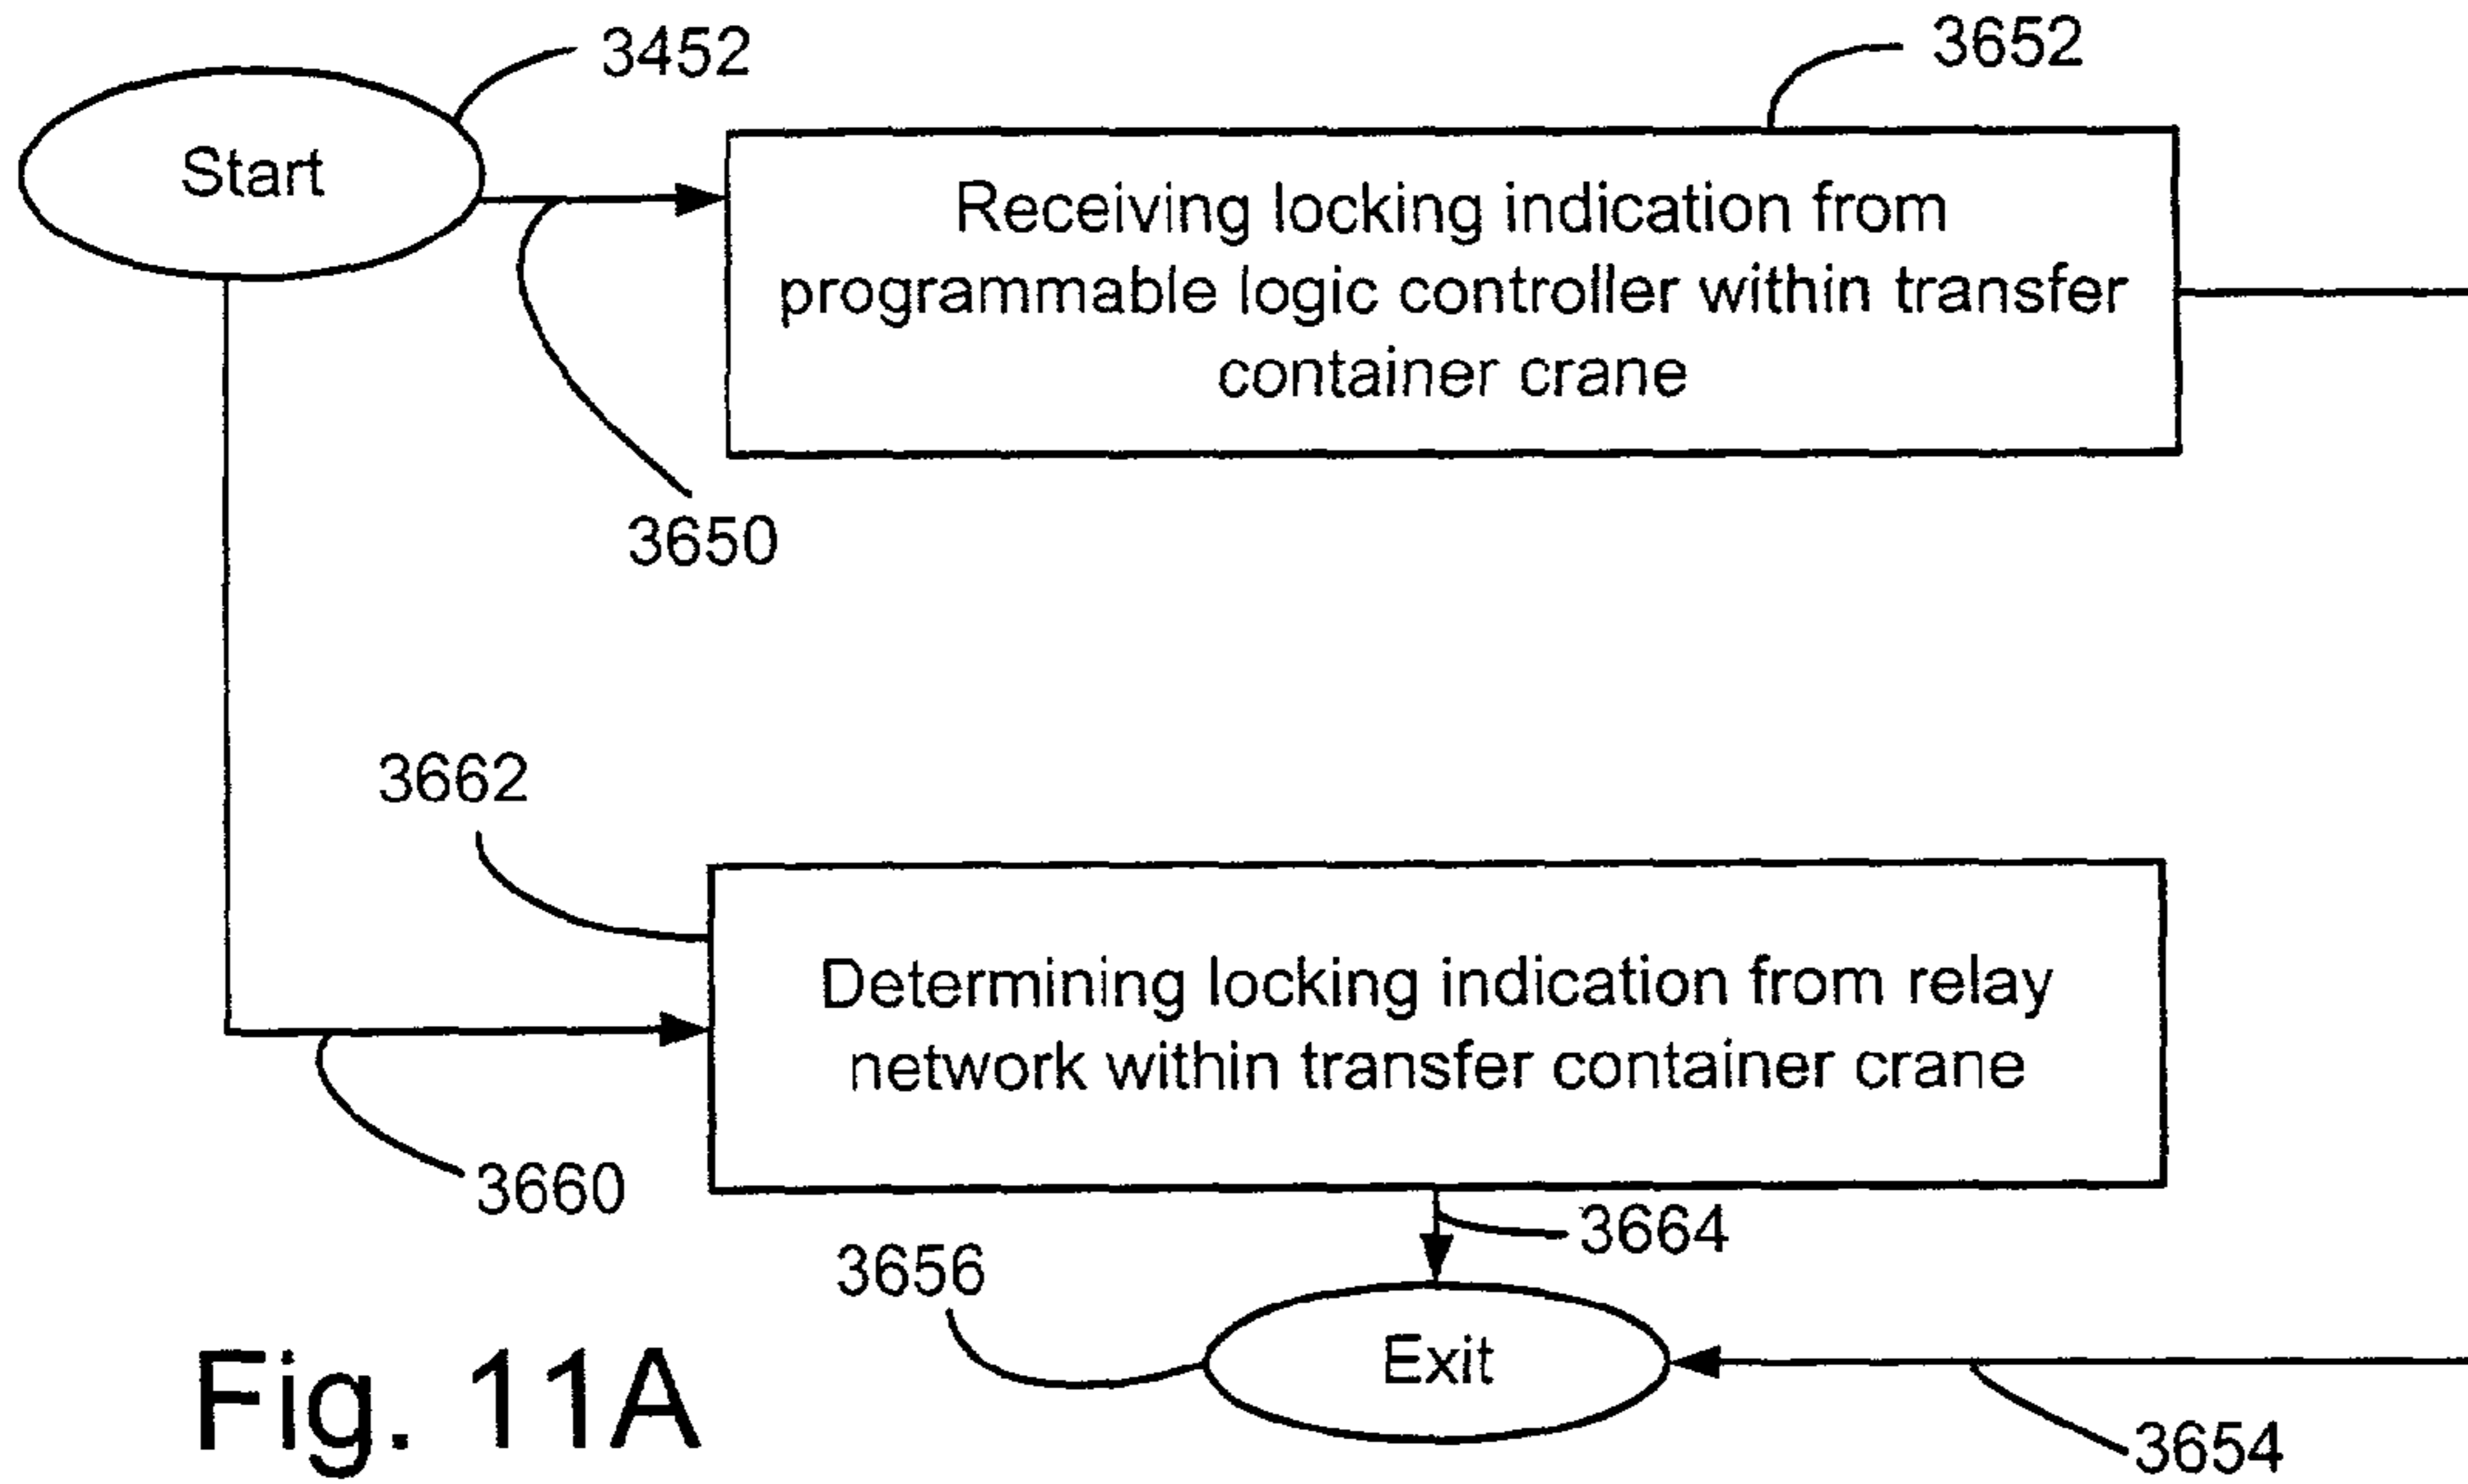 3452
3652
Start
Receiving locking indication from
programmable logic controller within transfer
container crane
3650
3662
Determining locking indication from relay
network within transfer container crane
3660
3664
3656
Exit
Fig. 11A
3654